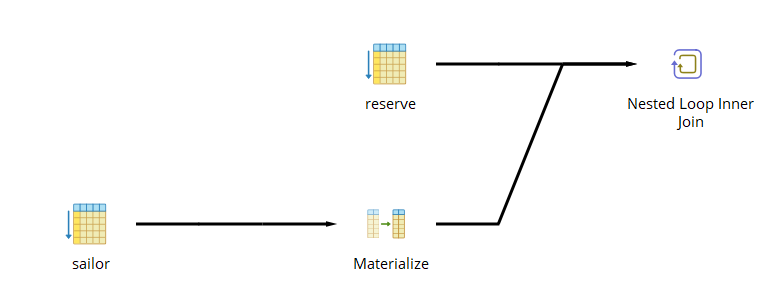 reserve
Nested Loop Inner
Join
sailor
Materialize